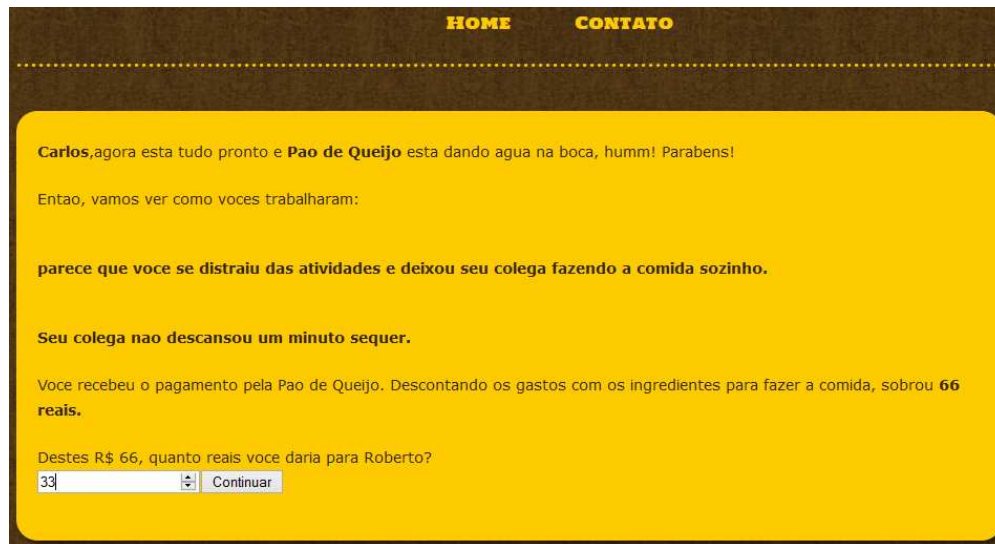 Home Contato
Carlos,agora esta tudo pronto e Pao de Queijo esta dando agua na boca, humm! Parabens!
Entao, vamos ver como voces trabalharam:
parece que voce se distraiu das atividades e deixou seu colega fazendo a comida sozinho.
Seu colega nao descansou um minuto sequer.
Voce recebeu o pagamento pela Pao de Queijo. Descontando os gastos com os ingredientes para fazer a comida, sobrou 66
reais.
Destes R$ 66, quanto reais voce daria para Roberto?
33 Continuar